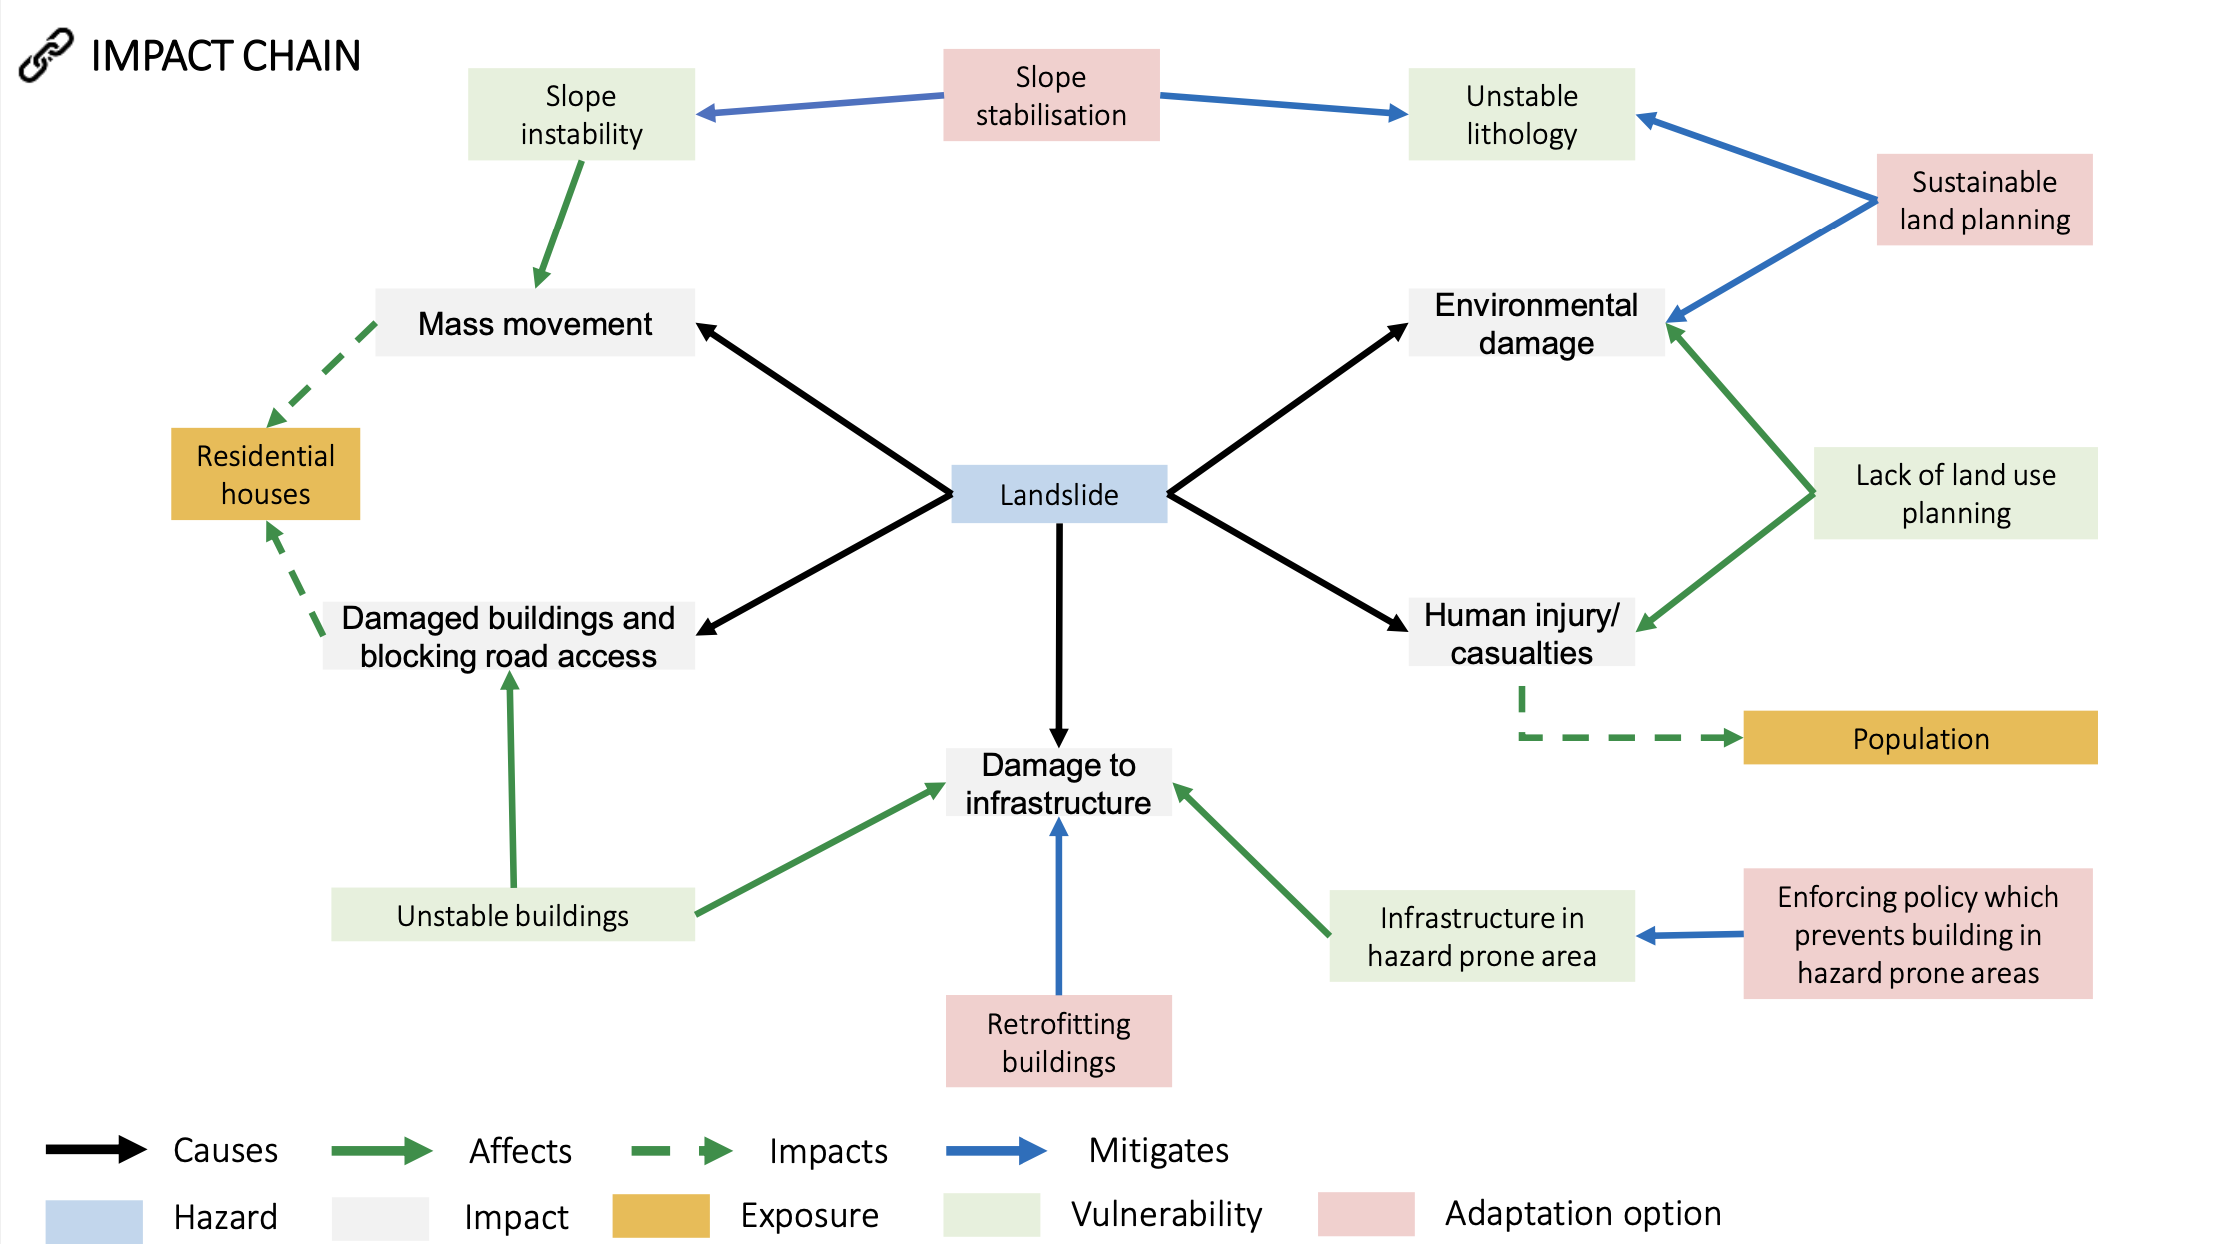 IMPACT CHAIN
Slope
instability
Slope
stabilisation
Unstable
lithology
Sustainable
land planning
Mass movement
Environmental
damage
Residential
houses
Landslide
Lack of land use
planning
Damaged buildings and
blocking road access
Human injury/
casualties
Population
Damage to
infrastructure
Unstable buildings
Infrastructure in
hazard prone area
Enforcing policy which
prevents building in
hazard prone areas
Retrofitting
buildings
Causes
Affects
Impacts
Mitigates
Hazard
Impact
Exposure
Vulnerability
Adaptation option